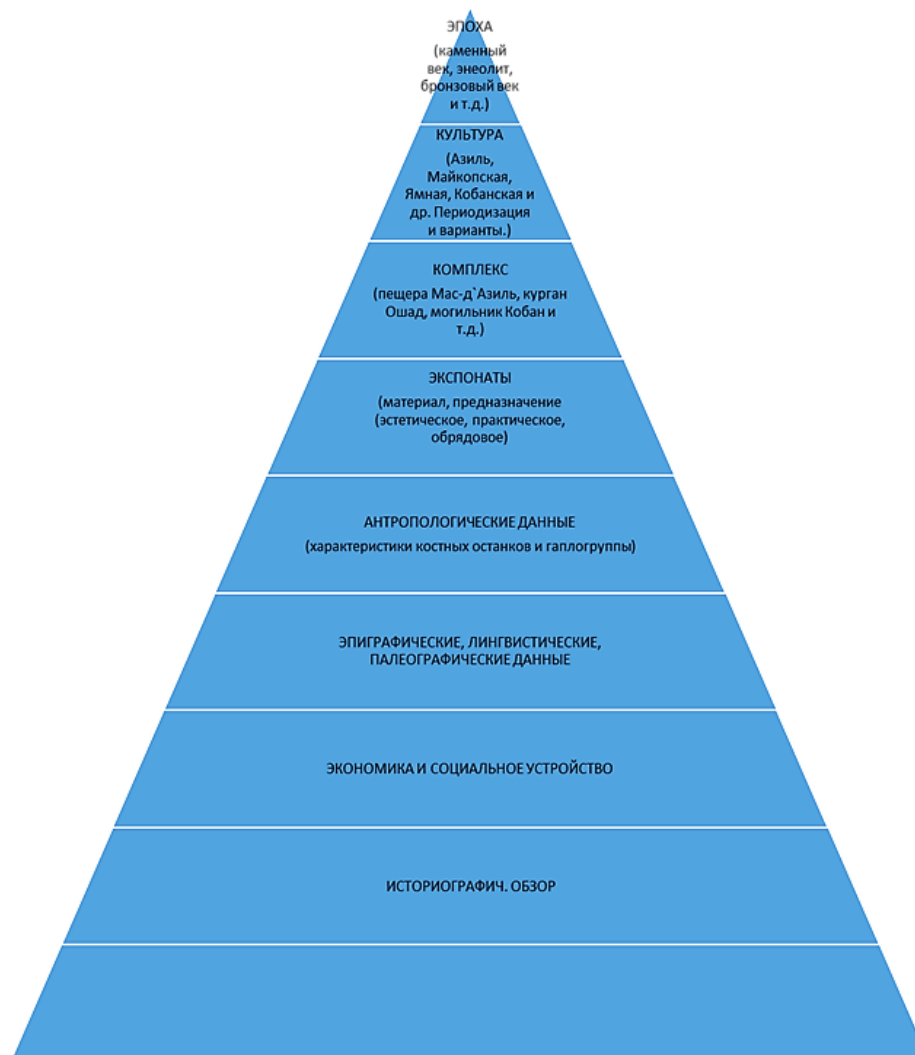 ЭПОХА
(каменный
век, энеолит,
бронзовый век
и т.д.)
КУЛЬТУРА
(Азиль,
Майкопская,
Ямная, Кобанская и
др. Периодизация
и варианты.)
КОМПЛЕКС
(пещера Мас-д`Азиль, курган
Ошад, могильник Кобан и
т.д.)
ЭКСПОНАТЫ
(материал, предназначение
(эстетическое, практическое,
обрядовое)
АНТРОПОЛОГИЧЕСКИЕ ДАННЫЕ
(характеристики костных останков и гаплогруппы)
ЭПИГРАФИЧЕСКИЕ, ЛИНГВИСТИЧЕСКИЕ,
ПАЛЕОГРАФИЧЕСКИЕ ДАННЫЕ
ЭКОНОМИКА И СОЦИАЛЬНОЕ УСТРОЙСТВО
ИСТОРИОГРАФИЧ. ОБЗОР